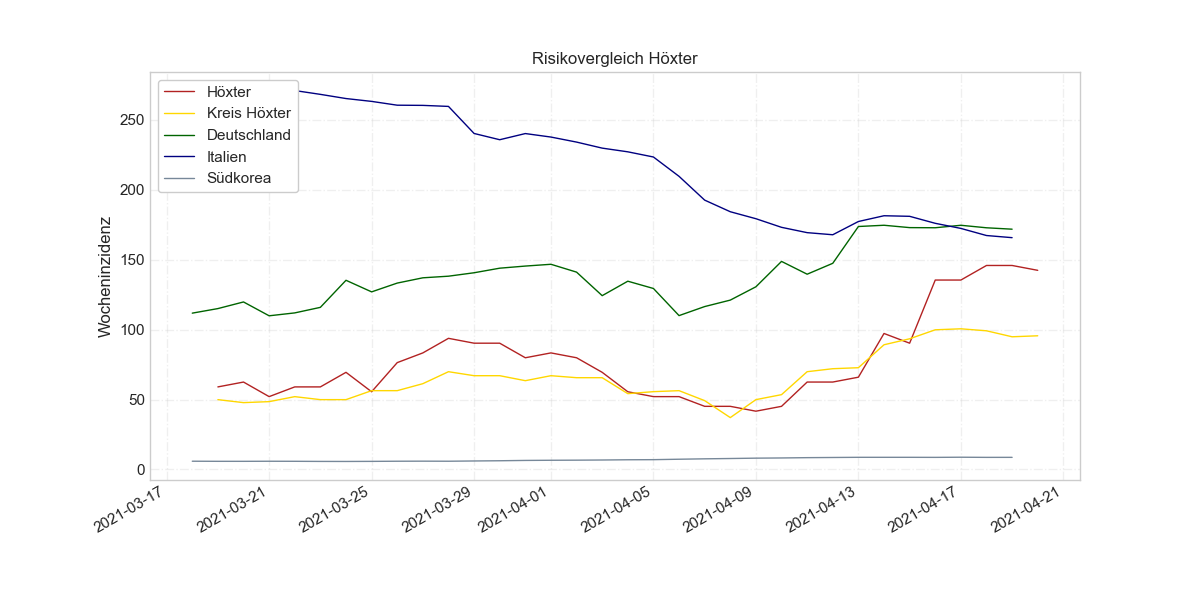 Risikovergleich Höxter
Höxter
Kreis Höxter
Deutschland
Italien
Südkorea
Wocheninzidenz
250
200
150
100
50
0
2021-03-17
2021-03-21
2021-03-25
2021-03-29
2021-04-01
2021-04-05
2021-04-09
2021-04-13
2021-04-17
2021-04-21